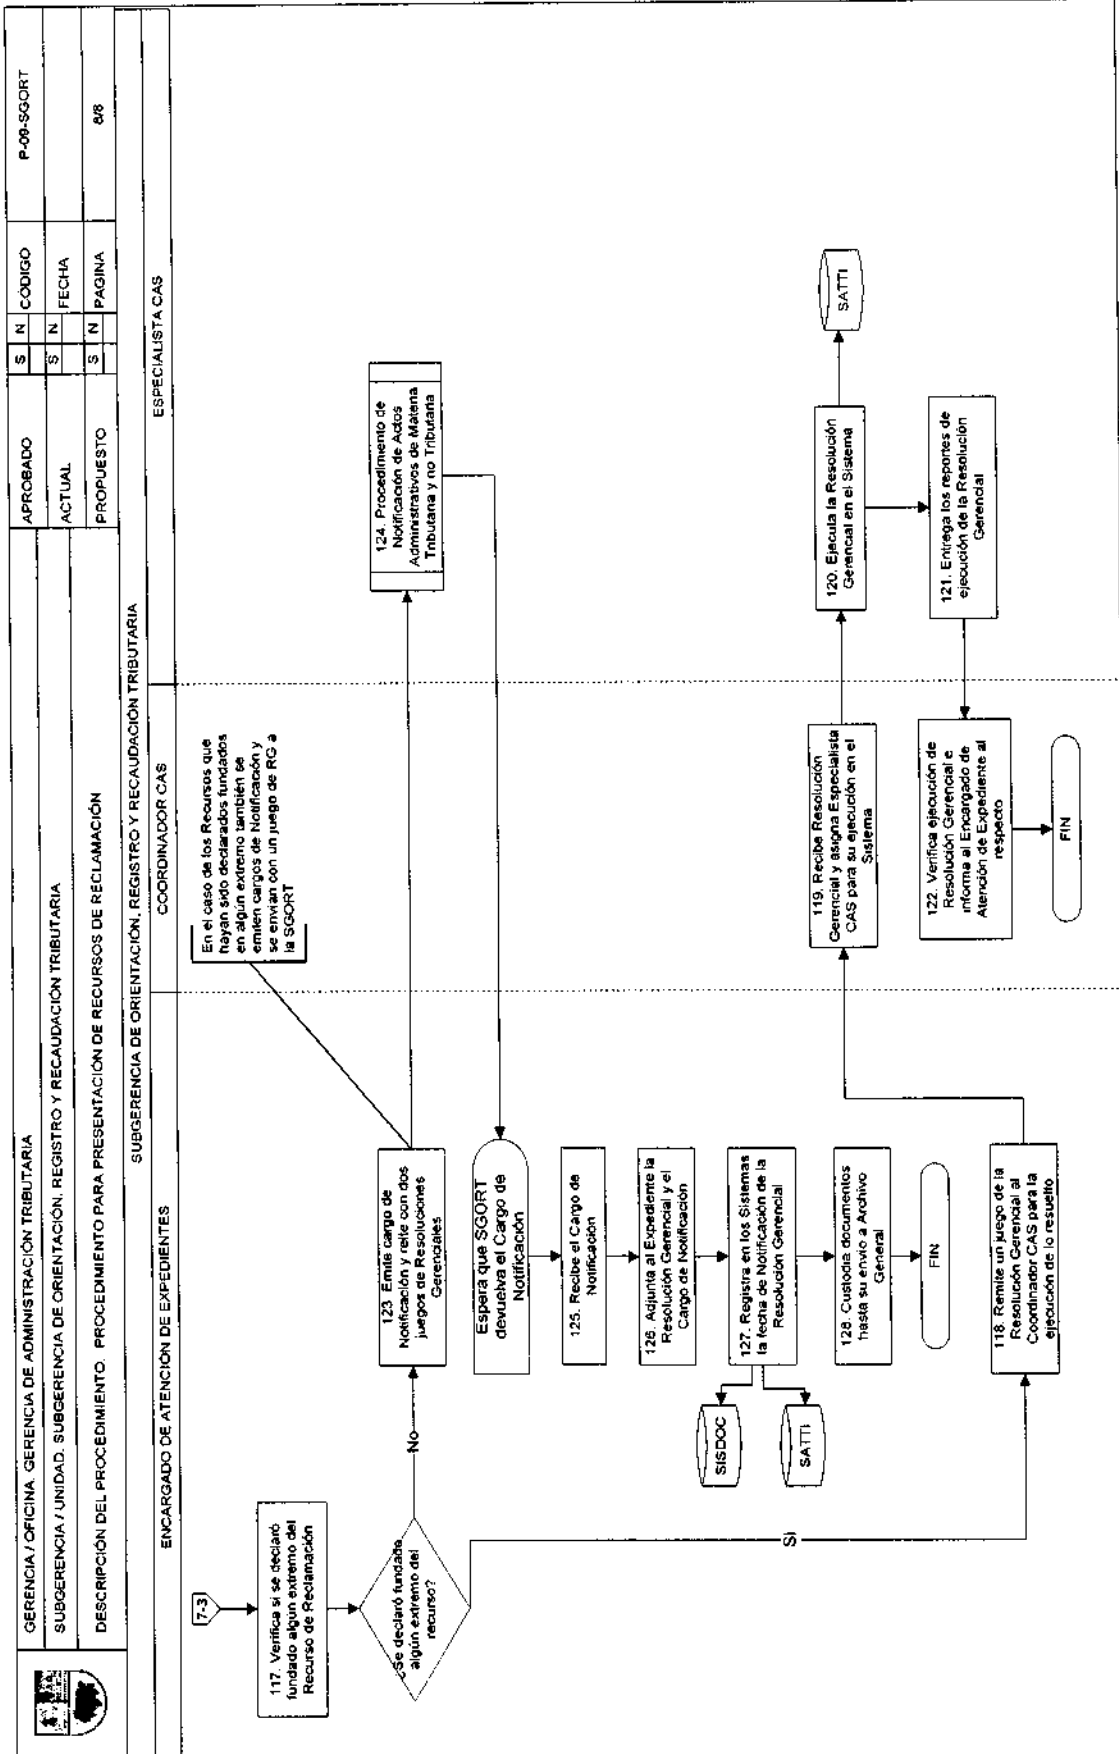 GERENCIA / OFICINA. GERENCIA DE ADMINISTRACIÓN TRIBUTARIA
APROBADO
S N
CÓDIGO
P-09-SGORT
SUBGERENCIA / UNIDAD. SUBGERENCIA DE ORIENTACIÓN, REGISTRO Y RECAUDACIÓN TRIBUTARIA
ACTUAL
S N
FECHA
DESCRIPCIÓN DEL PROCEDIMIENTO. PROCEDIMIENTO PARA PRESENTACIÓN DE RECURSOS DE RECLAMACIÓN
PROPUESTO
S N
PAGINA
8/8
SUBGERENCIA DE ORIENTACIÓN, REGISTRO Y RECAUDACIÓN TRIBUTARIA
ENCARGADO DE ATENCIÓN DE EXPEDIENTES
COORDINADOR CAS
ESPECIALISTA CAS
7-3
117. Verifica si se declaró
fundado algún extremo del
Recurso de Reclamación
¿Se declaró fundado
algún extremo del
recurso?
No
Si
En el caso de los Recursos que
hayan sido declarados fundados
en algún extremo también se
emiten cargos de Notificación y
se envian con un juego de RG a
la SGORT
123 Emite cargo de
Notificación y reite con dos
juegos de Resoluciones
Gerenciales
124. Procedimiento de
Notificación de Actos
Administrativos de Materia
Tributaria y no Tributaria
Espera que SGORT
devuelva el Cargo de
Notificación
125. Recibe el Cargo de
Notificación
126. Adjunta al Expediente la
Resolución Gerencial y el
Cargo de Notificación
127. Registra en los Sistemas
la fecha de Notificación de la
Resolución Gerencial
SISDOC
SATTI
128. Custodia documentos
hasta su envio a Archivo
General
FIN
118. Remite un juego de la
Resolución Gerencial al
Coordinador CAS para la
ejecución de lo resuelto
119. Recibe Resolución
Gerencial y asigna Especialista
CAS para su ejecución en el
Sistema
120. Ejecuta la Resolución
Gerencial en el Sistema
SATTI
121. Entrega los reportes de
ejecución de la Resolución
Gerencial
122. Verifica ejecución de
Resolución Gerencial e
informa al Encargado de
Atención de Expediente al
respecto
FIN